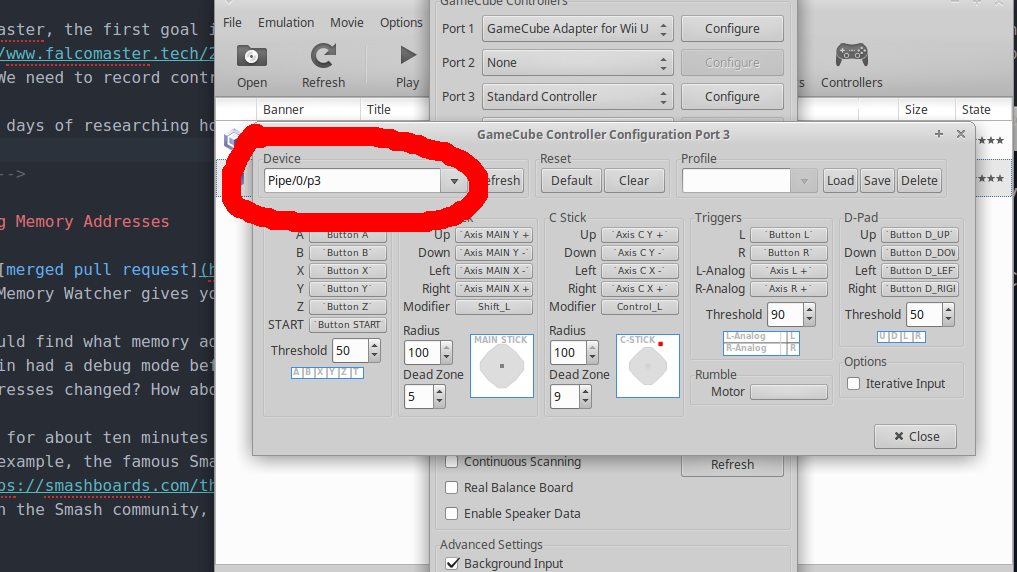 GameCube Controllers
aster, the first goal i
File Emulation Movie Options
Port 1 GameCube Adapter for Wii U Configure
/www.falcomaster.tech/2
We need to record contr
Port 2 None Configure
Open Refresh Play
Controllers
Port 3 Standard Controller Configure
Banner Title Size State
days of researching ho
GameCube Controller Configuration Port 3
-->
Device
Pipe/0/p3
Reset
Default Clear
Profile
Load Save Delete
g Memory Addresses
C Stick
Triggers
D-Pad
A `Button A`
B `Button B`
X `Button X`
Y `Button Y`
Z `Button Z`
START `Button START
Threshold 50
A B X Y Z T
Up `Axis MAIN Y +
Down `Axis MAIN Y -`
Left `Axis MAIN X -`
Right `Axis MAIN X +
Modifier Shift_L
Radius
100
MAIN STICK
Dead Zone
5
Up `Axis C Y +`
Down `Axis C Y -`
Left `Axis C X -`
Right `Axis C X +`
Modifier Control_L
Radius
100
C-STICK
Dead Zone
9
L `Button L`
R `Button R`
L-Analog `Axis L +`
R-Analog `Axis R +`
Threshold 90
L-Analog L
R-Analog R
Rumble
Motor
Up `Button D_UP`
Down `Button D_DOW
Left `Button D_LEFT
Right `Button D_RIGI
Threshold 50
U D L R
Options
Iterative Input
Close
[merged pull request](h
Memory Watcher gives yo
uld find what memory ad
in had a debug mode bef
resses changed? How abo
for about ten minutes
example, the famous Sma
ps://smashboards.com/th
n the Smash community,
Continuous Scanning Refresh
Real Balance Board
Enable Speaker Data
Advanced Settings
Background Input